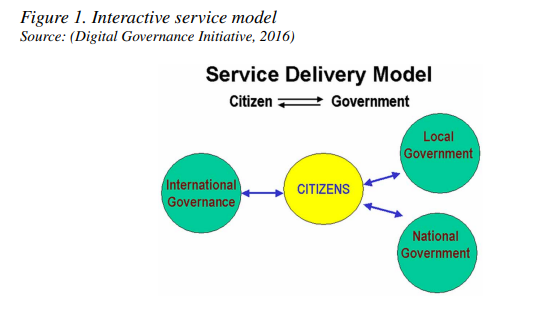 Figure 1. Interactive service model
Source: (Digital Governance Initiative, 2016)
Service Delivery Model
Citizen Government
Local
Government
International
Governance
CITIZENS
National
Government